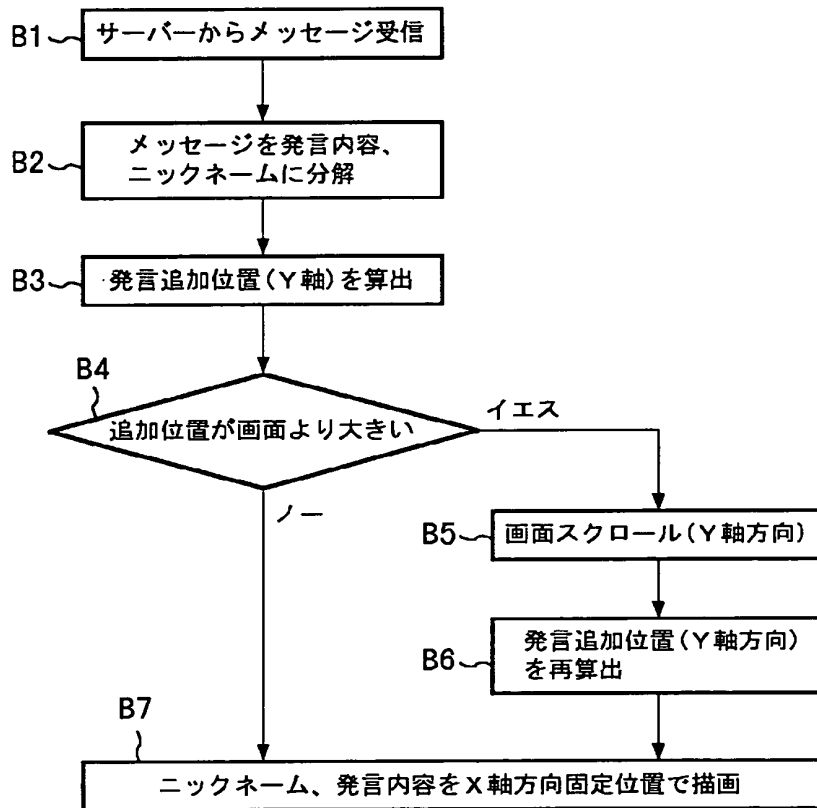 B1
サーバーからメッセージ受信
B2
メッセージを発言内容、
ニックネームに分解
B3
発言追加位置(Y軸)を算出
B4
追加位置が画面より大きい
イエス
ノー
B5
画面スクロール(Y軸方向)
B6
発言追加位置(Y軸方向)
を再算出
B7
ニックネーム、発言内容をX軸方向固定位置で描画